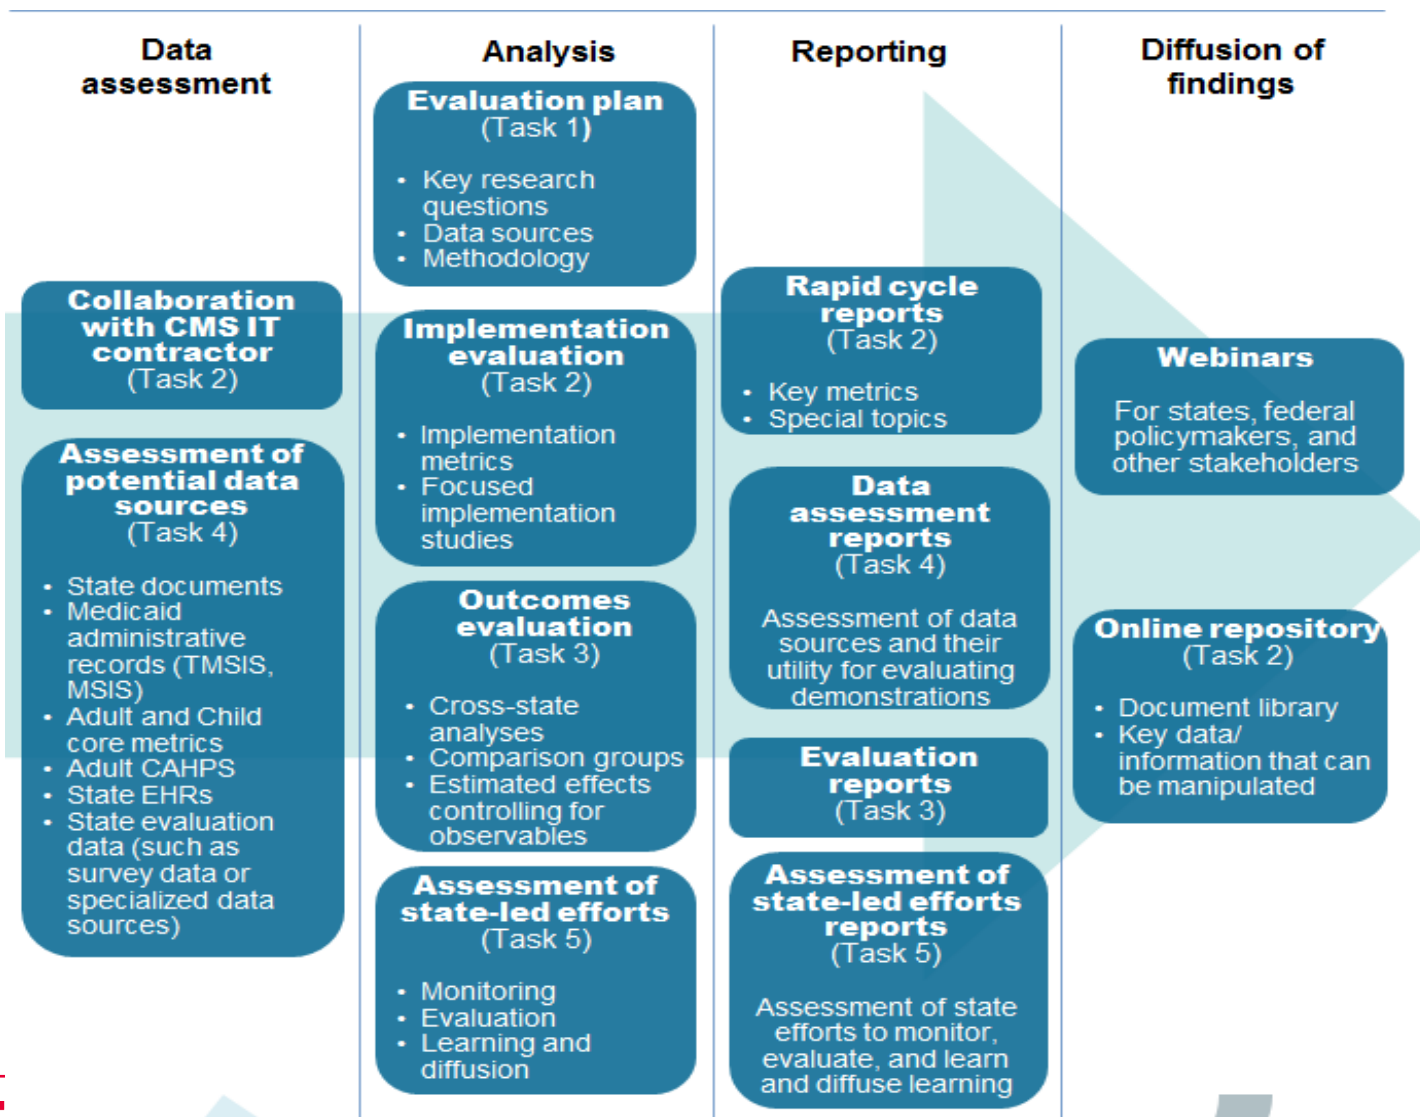 Data
assessment
Collaboration
with CMS IT
contractor
(Task 2)
Assessment of
potential data
sources
(Task 4)
• State documents
• Medicaid
administrative
records (TMSIS,
MSIS)
• Adult and Child
core metrics
• Adult CAHPS
• State EHRs
• State evaluation
data (such as
survey data or
specialized data
sources)
Analysis
Evaluation plan
(Task 1)
• Key research
questions
• Data sources
• Methodology
Implementation
evaluation
(Task 2)
• Implementation
metrics
• Focused
implementation
studies
Outcomes
evaluation
(Task 3)
• Cross-state
analyses
• Comparison groups
• Estimated effects
controlling for
observables
Assessment of
state-led efforts
(Task 5)
• Monitoring
• Evaluation
• Learning and
diffusion
Reporting
Rapid cycle
reports
(Task 2)
• Key metrics
• Special topics
Data
assessment
reports
(Task 4)
Assessment of data
sources and their
utility for evaluating
demonstrations
Evaluation
reports
(Task 3)
Assessment of
state-led efforts
reports
(Task 5)
Assessment of state
efforts to monitor,
evaluate, and learn
and diffuse learning
Diffusion of
findings
Webinars
For states, federal
policymakers, and
other stakeholders
Online repository
(Task 2)
• Document library
• Key data/
information that can
be manipulated